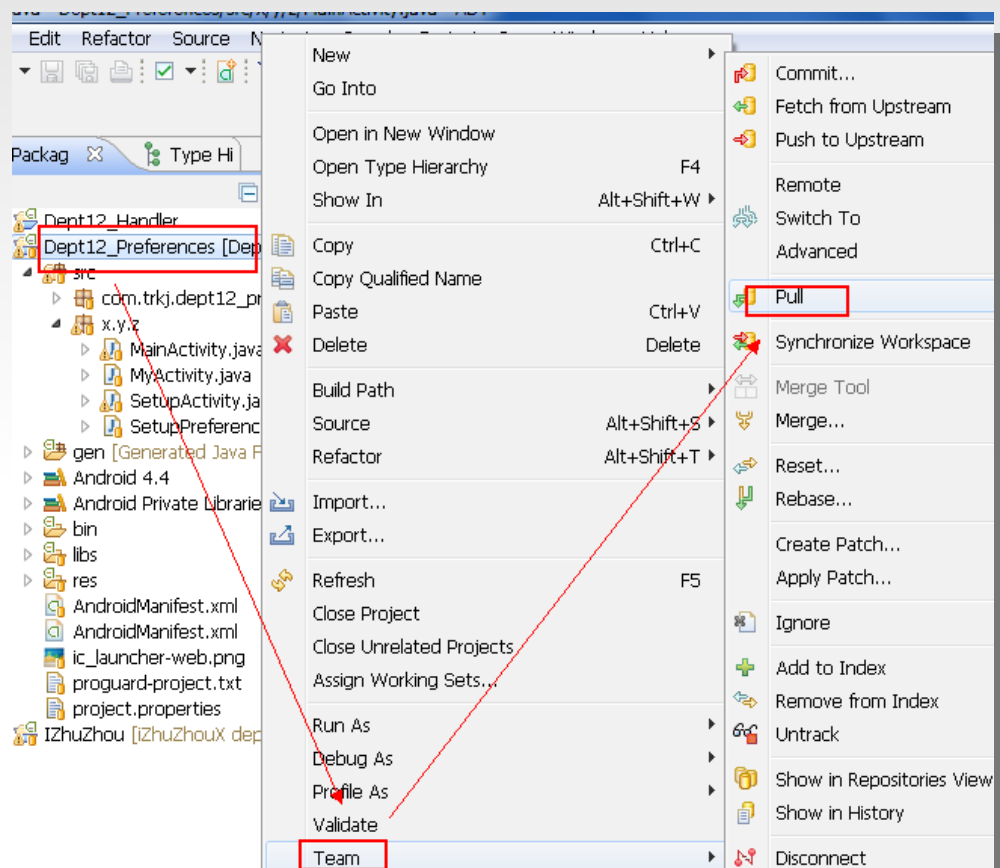 Edit Refactor Source
Packag Type Hi
Dept12_Handler
Dept12_Preferences [Dep
src
com.trkj.dept12_pr
x.y.z
MainActivity.java
MyActivity.java
SetupActivity.ja
SetupPreferenc
gen [Generated Java F
Android 4.4
Android Private Librarie
bin
libs
res
AndroidManifest.xml
AndroidManifest.xml
ic_launcher-web.png
proguard-project.txt
project.properties
IZhuZhou [iZhuZhouX dep
New
Go Into
Open in New Window
Open Type Hierarchy F4
Show In Alt+Shift+W
Copy Ctrl+C
Copy Qualified Name
Paste Ctrl+V
Delete Delete
Build Path
Source Alt+Shift+S
Refactor Alt+Shift+T
Import...
Export...
Refresh F5
Close Project
Close Unrelated Projects
Assign Working Sets...
Run As
Debug As
Profile As
Validate
Team
Commit...
Fetch from Upstream
Push to Upstream
Remote
Switch To
Advanced
Pull
Synchronize Workspace
Merge Tool
Merge...
Reset...
Rebase...
Create Patch...
Apply Patch...
Ignore
Add to Index
Remove from Index
Untrack
Show in Repositories View
Show in History
Disconnect